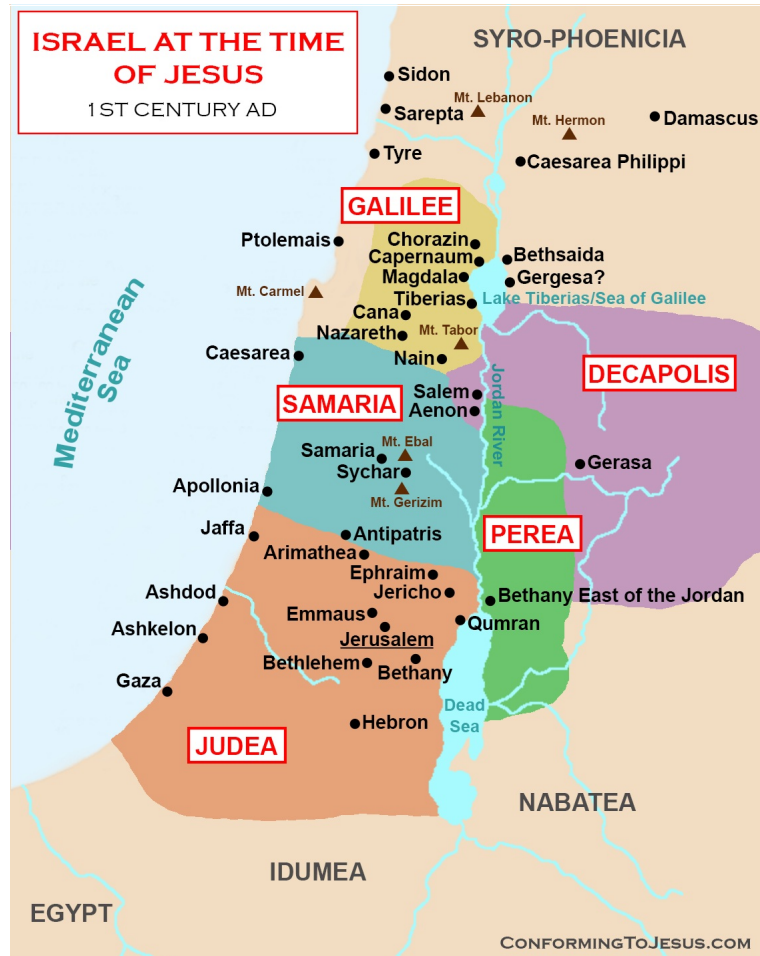 ISRAEL AT THE TIME
OF JESUS
1ST CENTURY AD
SYRO-PHOENICIA
Sidon
Mt. Lebanon
Sarepta
Mt. Hermon
Damascus
Tyre
Caesarea Philippi
GALILEE
Ptolemais
Chorazin
Capernaum
Bethsaida
Magdala
Gergesa?
Mt. Carmel
Tiberias
Lake Tiberias/Sea of Galilee
Cana
Nazareth
Mt. Tabor
Caesarea
Nain
Mediterranean
Sea
Jordan River
DECAPOLIS
Salem
Aenon
SAMARIA
Samaria
Mt. Ebal
Sychar
Gerasa
Mt. Gerizim
Apollonia
Jaffa
Antipatris
PEREA
Arimathea
Ephraim
Jericho
Ashdod
Bethany East of the Jordan
Emmaus
Qumran
Ashkelon
Jerusalem
Bethlehem
Bethany
Gaza
Dead
Sea
Hebron
JUDEA
NABATEA
IDUMEA
EGYPT
CONFORMINGTOJESUS.COM